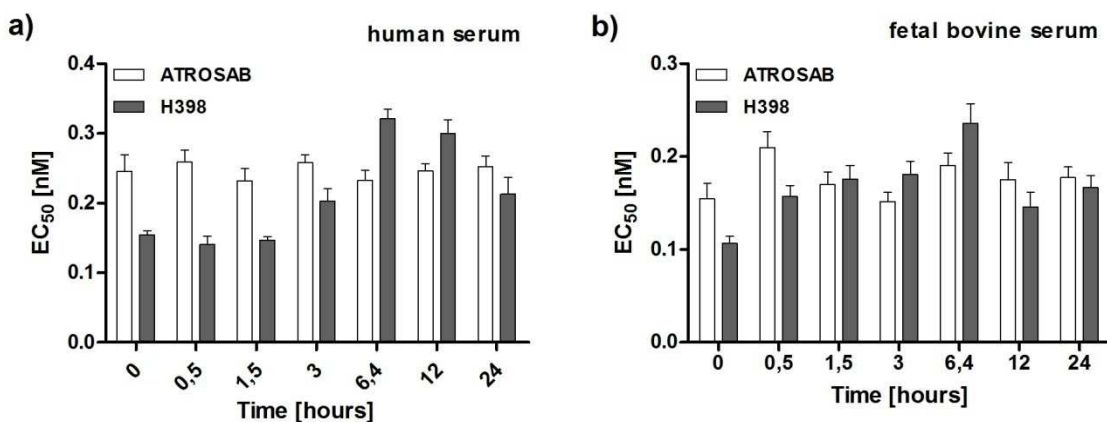 a)
human serum
0.4
0.3
0.2
0.1
0.0
EC50 [nM]
ATROSAB
H398
0
0,5
1,5
3
6,4
12
24
Time [hours]
b)
fetal bovine serum
0.3
0.2
0.1
0.0
EC50 [nM]
ATROSAB
H398
0
0,5
1,5
3
6,4
12
24
Time [hours]